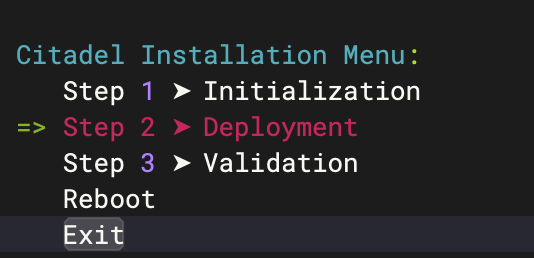 Citadel Installation Menu:
Step 1 ➤ Initialization
=> Step 2 ➤ Deployment
Step 3 ➤ Validation
Reboot
Exit